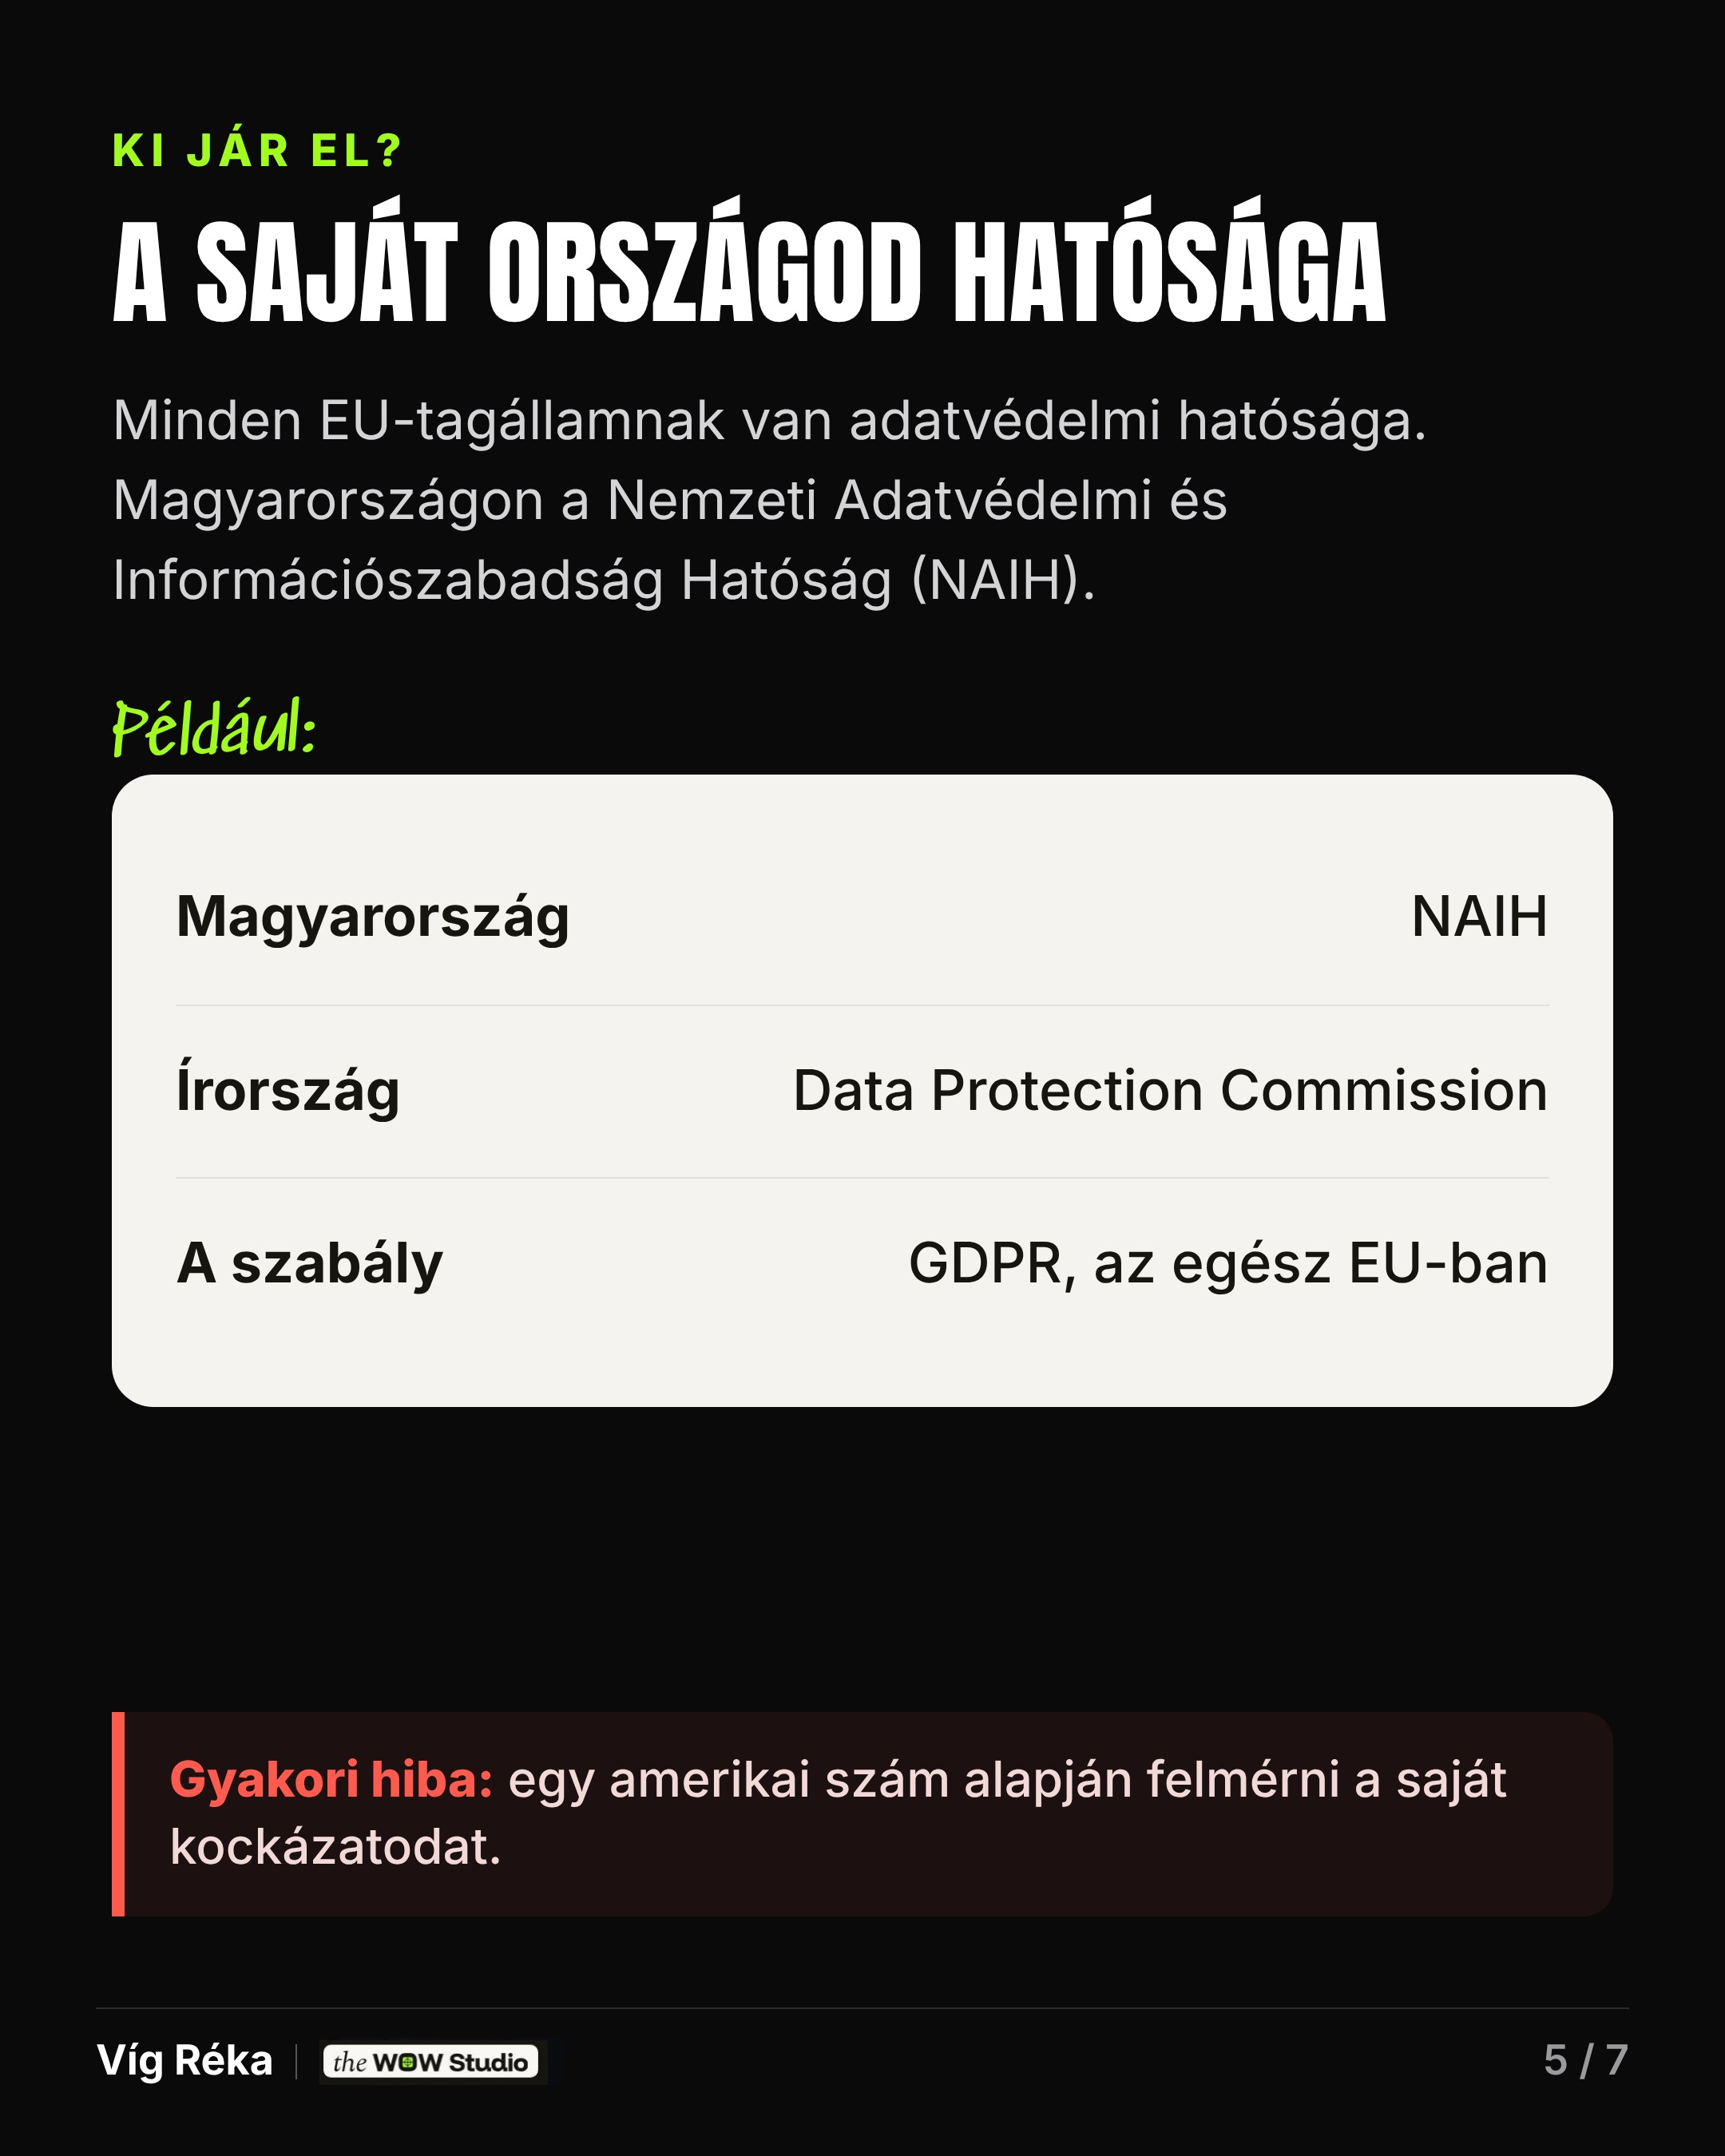 KI JÁR EL?
A SAJÁT ORSZÁGOD HATÓSÁGA
Minden EU-tagállamnak van adatvédelmi hatósága.
Magyarországon a Nemzeti Adatvédelmi és
Információszabadság Hatóság (NAIH).
Például:
Magyarország NAIH
Írország Data Protection Commission
A szabály GDPR, az egész EU-ban
Gyakori hiba: egy amerikai szám alapján felmérni a saját
kockázatodat.
Víg Réka the WOW Studio 5 / 7